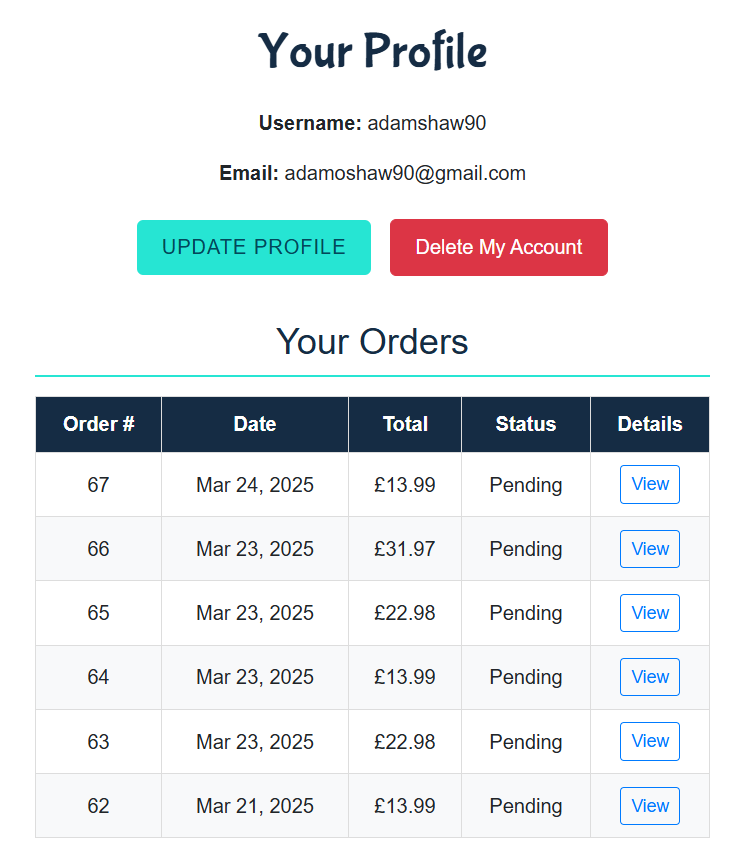 Your Profile
Username: adamshaw90
Email: adamoshaw90@gmail.com
UPDATE PROFILE Delete My Account
Your Orders
Order # Date Total Status Details
67 Mar 24, 2025 £13.99 Pending View
66 Mar 23, 2025 £31.97 Pending View
65 Mar 23, 2025 £22.98 Pending View
64 Mar 23, 2025 £13.99 Pending View
63 Mar 23, 2025 £22.98 Pending View
62 Mar 21, 2025 £13.99 Pending View